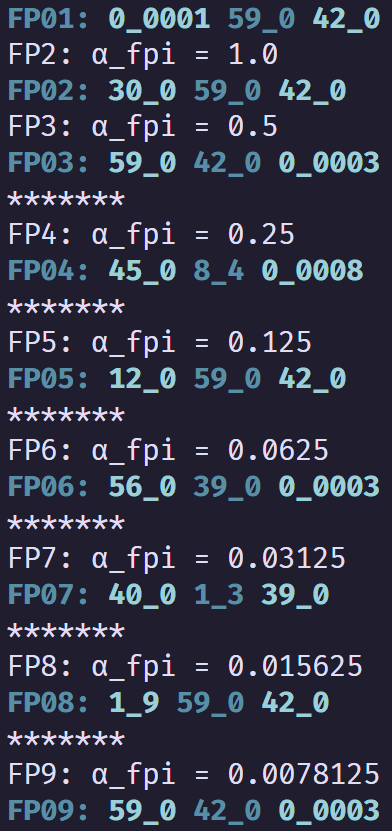 FP01: 0_0001 59_0 42_0
FP2: α_fpi = 1.0
FP02: 30_0 59_0 42_0
FP3: α_fpi = 0.5
FP03: 59_0 42_0 0_0003
*******
FP4: α_fpi = 0.25
FP04: 45_0 8_4 0_0008
*******
FP5: α_fpi = 0.125
FP05: 12_0 59_0 42_0
*******
FP6: α_fpi = 0.0625
FP06: 56_0 39_0 0_0003
*******
FP7: α_fpi = 0.03125
FP07: 40_0 1_3 39_0
*******
FP8: α_fpi = 0.015625
FP08: 1_9 59_0 42_0
*******
FP9: α_fpi = 0.0078125
FP09: 59_0 42_0 0_0003